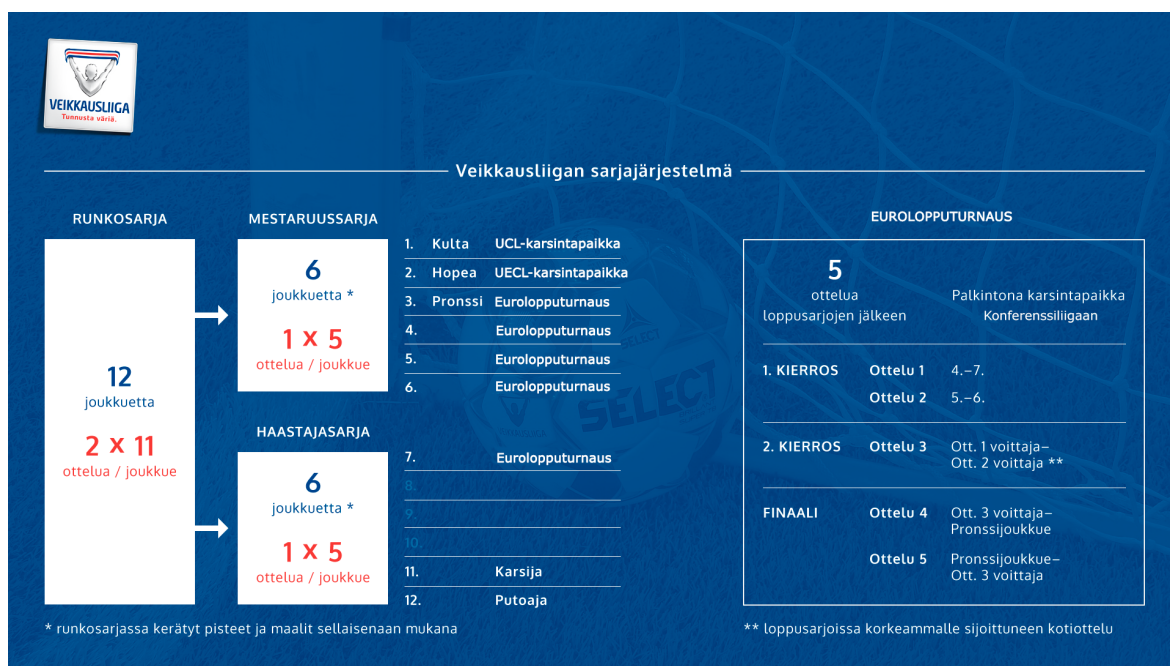 VEIKKAUSLIIGA
Tunnusta väriä.
Veikkausliigan sarjajärjestelmä
RUNKOSARJA
12
joukkuetta
2 x 11
ottelua / joukkue
MESTARUUSSARJA
6
joukkuetta *
1 x 5
ottelua / joukkue
1. Kulta UCL-karsintapaikka
2. Hopea UECL-karsintapaikka
3. Pronssi Eurolopputurnaus
4. Eurolopputurnaus
5. Eurolopputurnaus
6. Eurolopputurnaus
HAASTAJASARJA
6
joukkuetta *
1 x 5
ottelua / joukkue
7. Eurolopputurnaus
8.
9.
10.
11. Karsija
12. Putoaja
* runkosarjassa kerätyt pisteet ja maalit sellaisenaan mukana
EUROLOPPUTURNAUS
5
ottelua
loppusarjojen jälkeen
Palkintona karsintapaikka
Konferenssiliigaan
1. KIERROS Ottelu 1 4.–7.
Ottelu 2 5.–6.
2. KIERROS Ottelu 3 Ott. 1 voittaja–
Ott. 2 voittaja **
FINAALI Ottelu 4 Ott. 3 voittaja–
Pronssijoukkue
Ottelu 5 Pronssijoukkue–
Ott. 3 voittaja
** loppusarjoissa korkeammalle sijoittuneen kotiottelu
SELECT
SELECT